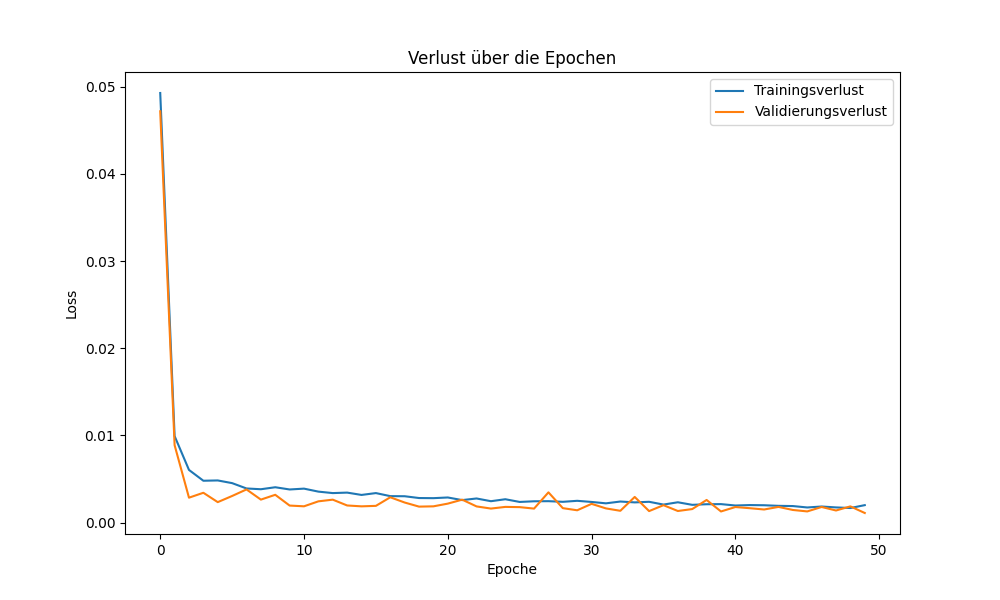 Verlust über die Epochen
Trainingsverlust
Validierungsverlust
Loss
0.05
0.04
0.03
0.02
0.01
0.00
0 10 20 30 40 50
Epoche